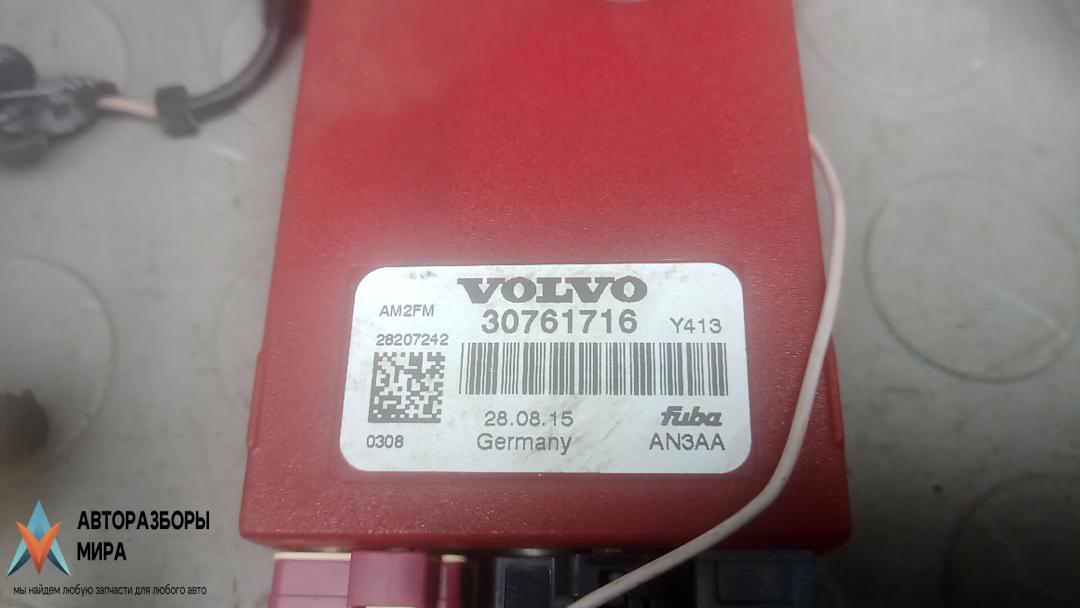 VOLVO
AM2FM
30761716
Y413
28207242
28.08.15
fuba
0308
Germany
AN3AA
АВТОРАЗБОРЫ
МИРА
мы найдем любую запчасти для любого авто